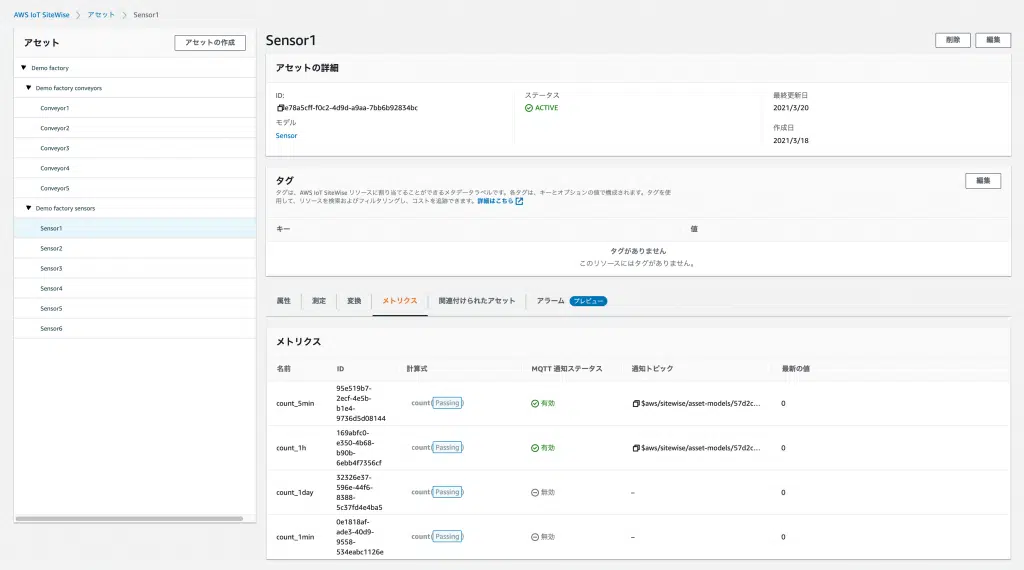 AWS IoT SiteWise > アセット > Sensor1
アセット
アセットの作成
Demo factory
Demo factory conveyors
Conveyor1
Conveyor2
Conveyor3
Conveyor4
Conveyor5
Demo factory sensors
Sensor1
Sensor2
Sensor3
Sensor4
Sensor5
Sensor6
Sensor1
削除
編集
アセットの詳細
ID:
e78a5cff-f0c2-4d9d-a9aa-7bb6b92834bc
モデル
Sensor
ステータス
ACTIVE
最終更新日
2021/3/20
作成日
2021/3/18
タグ
編集
タグは、AWS IoT SiteWise リソースに割り当てることができるメタデータラベルです。各タグは、キーとオプションの値で構成されます。タグを使
用して、リソースを検索およびフィルタリングし、コストを追跡できます。詳細はこちら
キー 値
タグがありません
このリソースにはタグがありません。
属性 測定 変換 メトリクス 関連付けられたアセット アラーム プレビュー
メトリクス
名前 ID 計算式 MQTT 通知ステータス 通知トピック 最新の値
95e519b7-
2ecf-4e5b-
b1e4-
9736d5d08144
count_5min count(Passing) 有効 $aws/sitewise/asset-models/57d2c... 0
169abfc0-
e350-4b68-
b90b-
6ebb4f7356cf
count_1h count(Passing) 有効 $aws/sitewise/asset-models/57d2c... 0
32326e37-
596e-44f6-
8388-
5c37fd4e4ba5
count_1day count(Passing) 無効 – 0
0e1818af-
ade3-40d9-
9558-
534eabc1126e
count_1min count(Passing) 無効 – 0